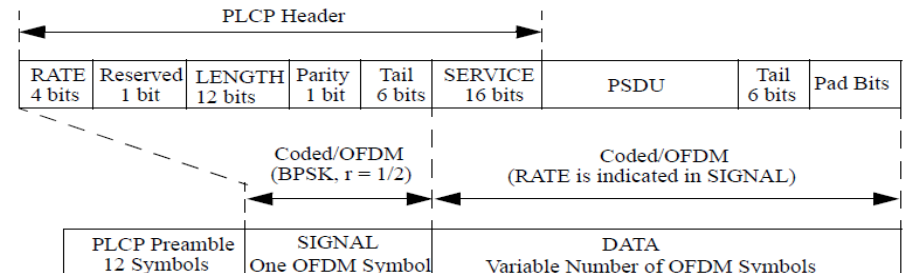 PLCP Header
RATE Reserved LENGTH Parity Tail SERVICE PSDU Tail Pad Bits
4 bits 1 bit 12 bits 1 bit 6 bits 16 bits 6 bits
Coded/OFDM Coded/OFDM
(BPSK, r = 1/2) (RATE is indicated in SIGNAL)
PLCP Preamble SIGNAL DATA
12 Symbols One OFDM Symbol Variable Number of OFDM Symbols